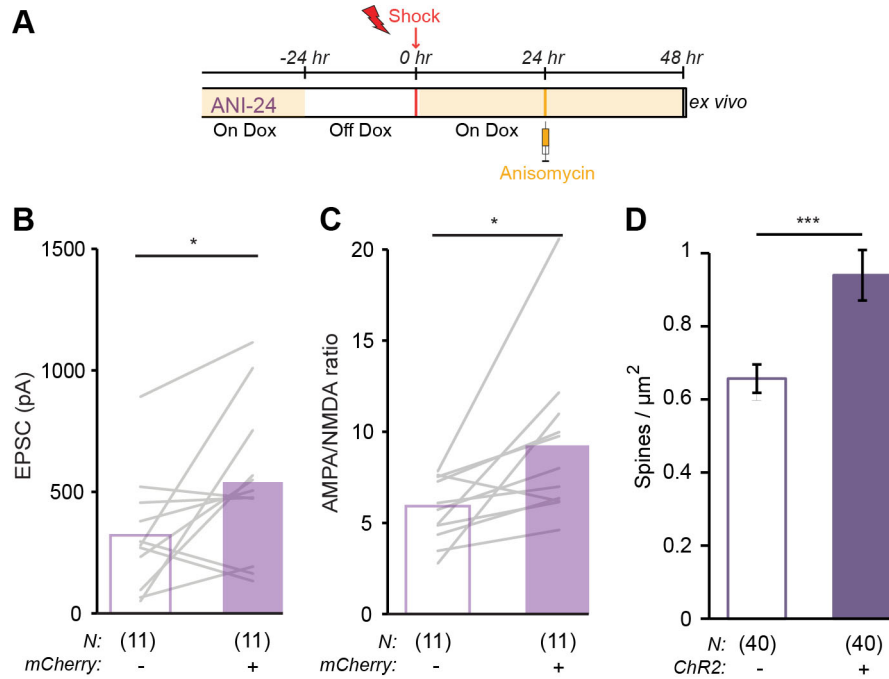 A
Shock
-24 hr 0 hr 24 hr 48 hr
ANI-24 ex vivo
On Dox Off Dox On Dox
Anisomycin
B
*
1500
1000
500
0
EPSC (pA)
N: (11) (11)
mCherry: - +
C
*
20
15
10
5
0
AMPA/NMDA ratio
N: (11) (11)
mCherry: - +
D
***
1
0.8
0.6
0.4
0.2
0
Spines / µm²
N: (40) (40)
ChR2: - +